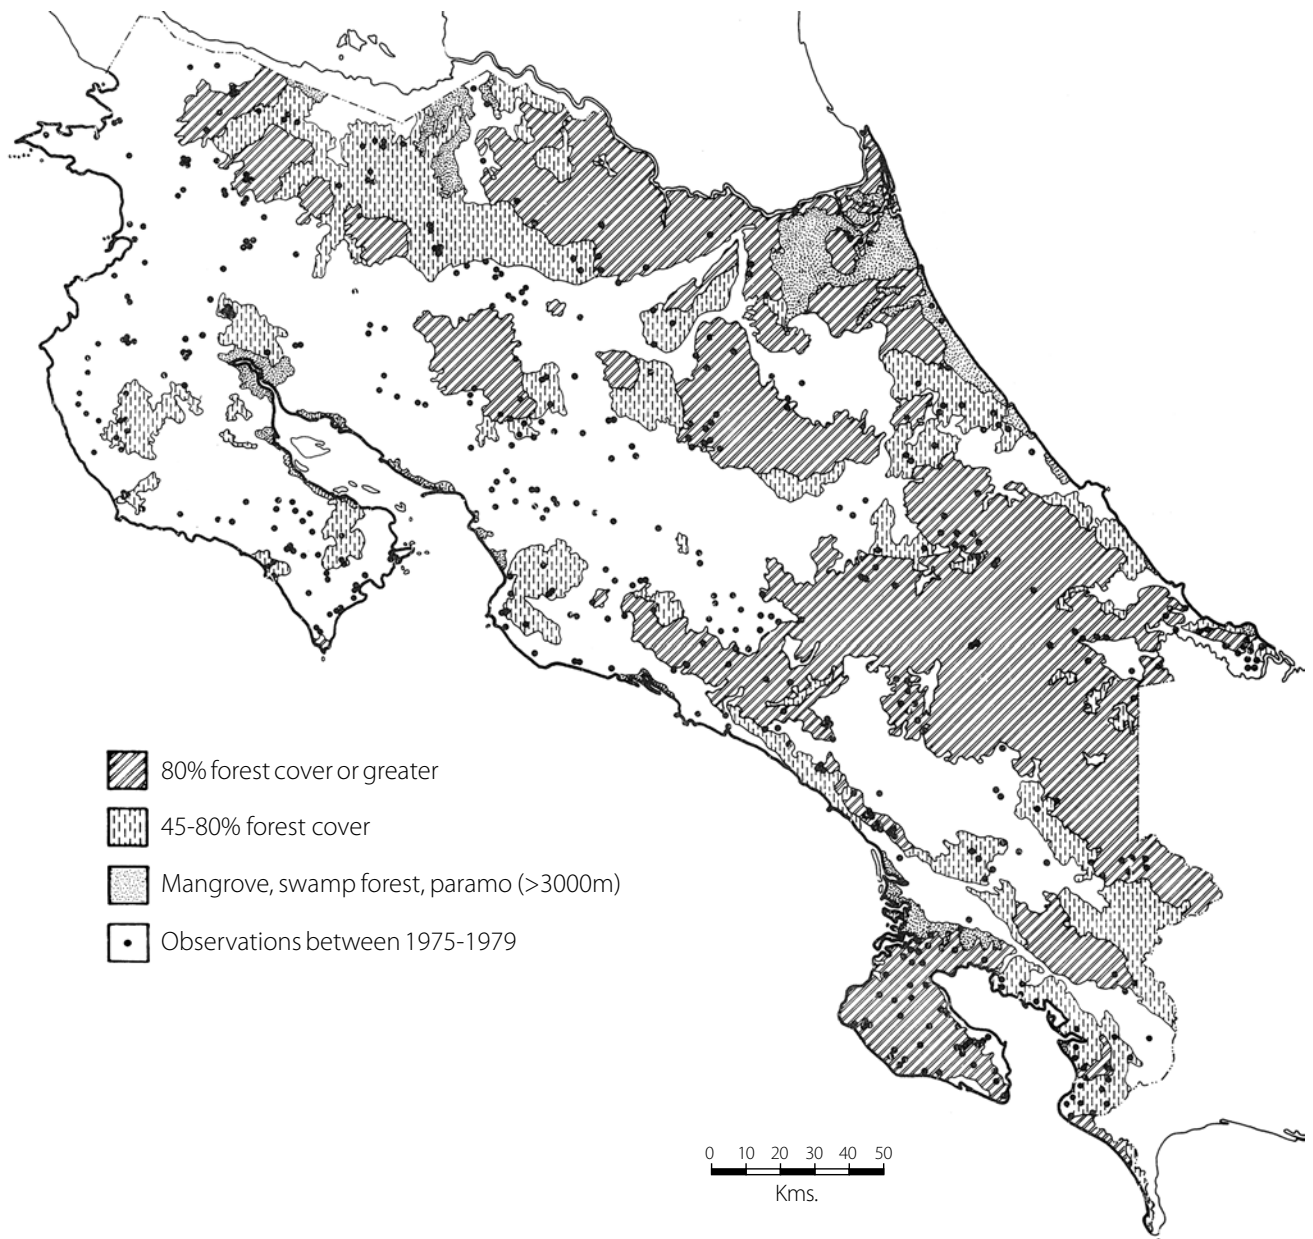 80% forest cover or greater
45-80% forest cover
Mangrove, swamp forest, paramo (>3000m)
Observations between 1975-1979
0 10 20 30 40 50
Kms.